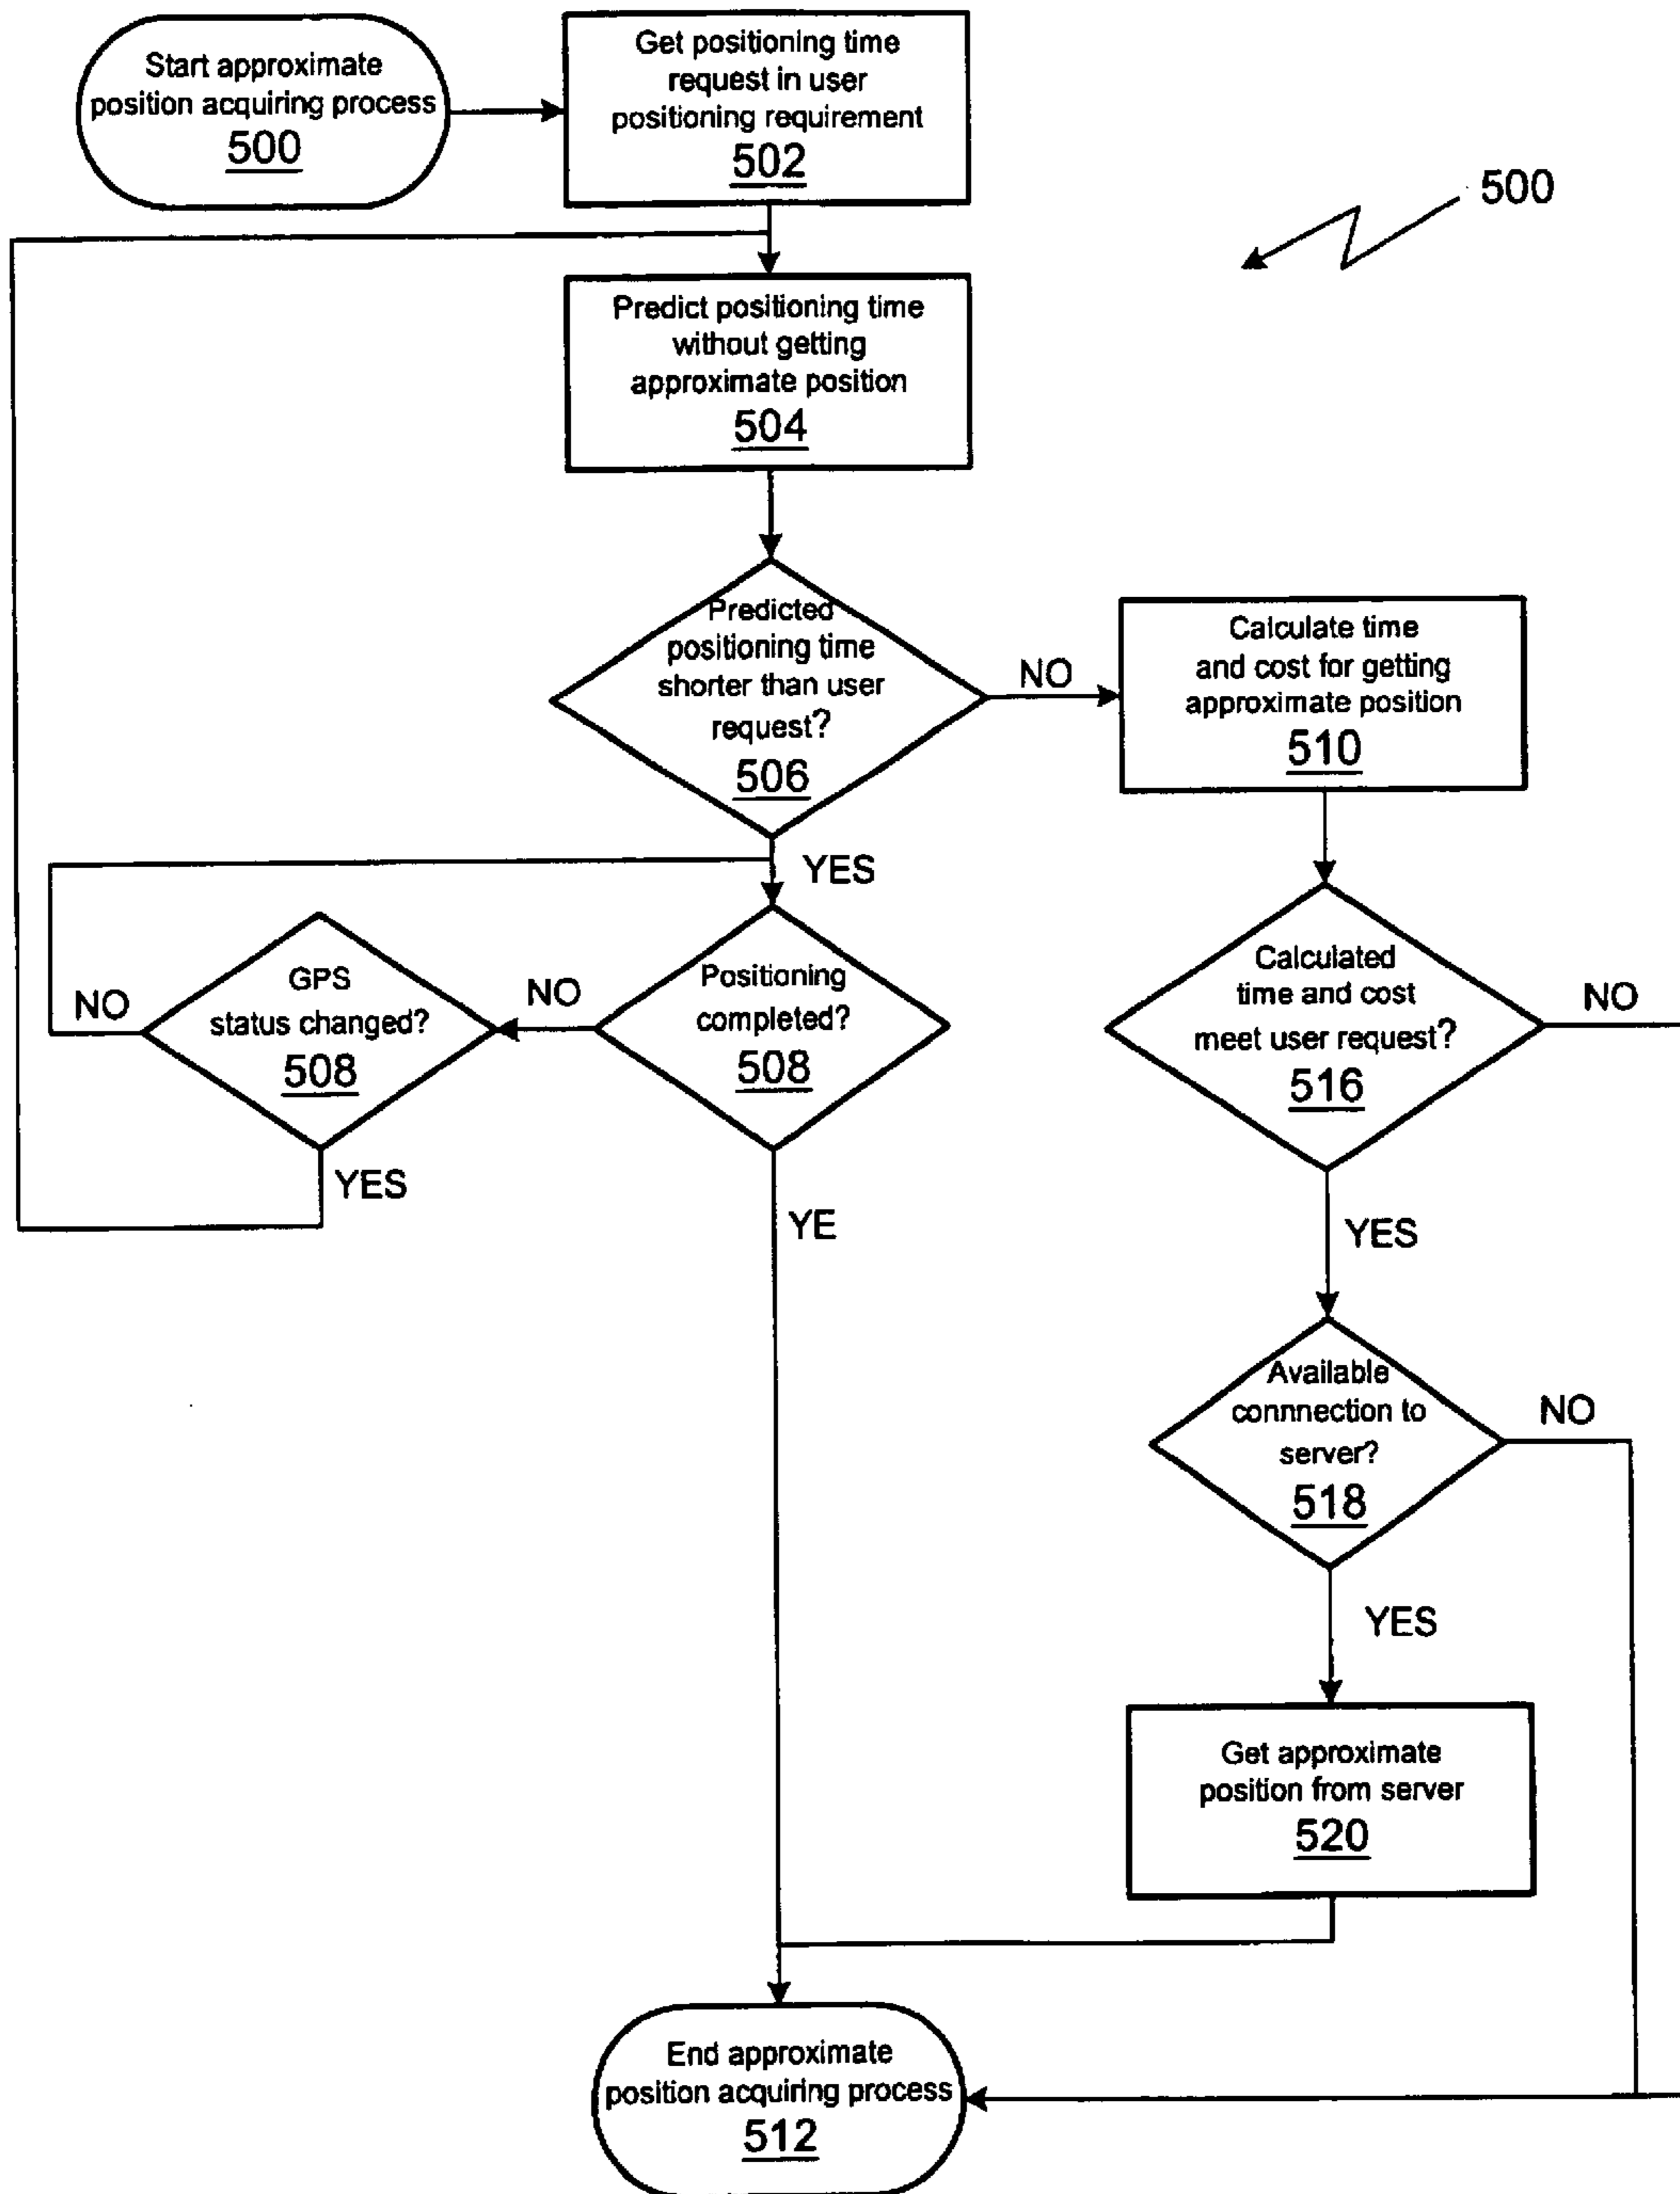 Start approximate
position acquiring process
500
Get positioning time
request in user
positioning requirement
502
500
Predict positioning time
without getting
approximate position
504
Predicted
positioning time
shorter than user
request?
506
NO
Calculate time
and cost for getting
approximate position
510
YES
GPS
status changed?
508
NO
YES
NO
Positioning
completed?
508
YE
Calculated
time and cost
meet user request?
516
NO
YES
Available
connnection to
server?
518
NO
YES
Get approximate
position from server
520
End approximate
position acquiring process
512